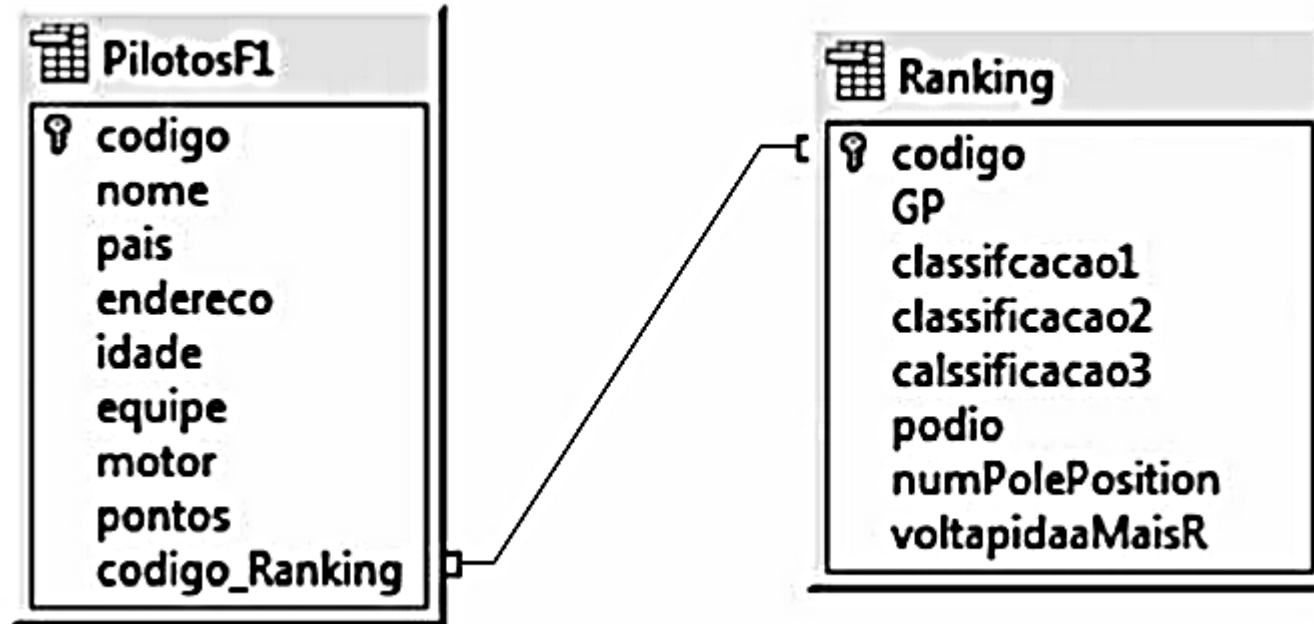 PilotosF1
codigo
nome
pais
endereco
idade
equipe
motor
pontos
codigo_Ranking
Ranking
codigo
GP
classifcacao1
classificacao2
calssificacao3
podio
numPolePosition
voltapidaaMaisR